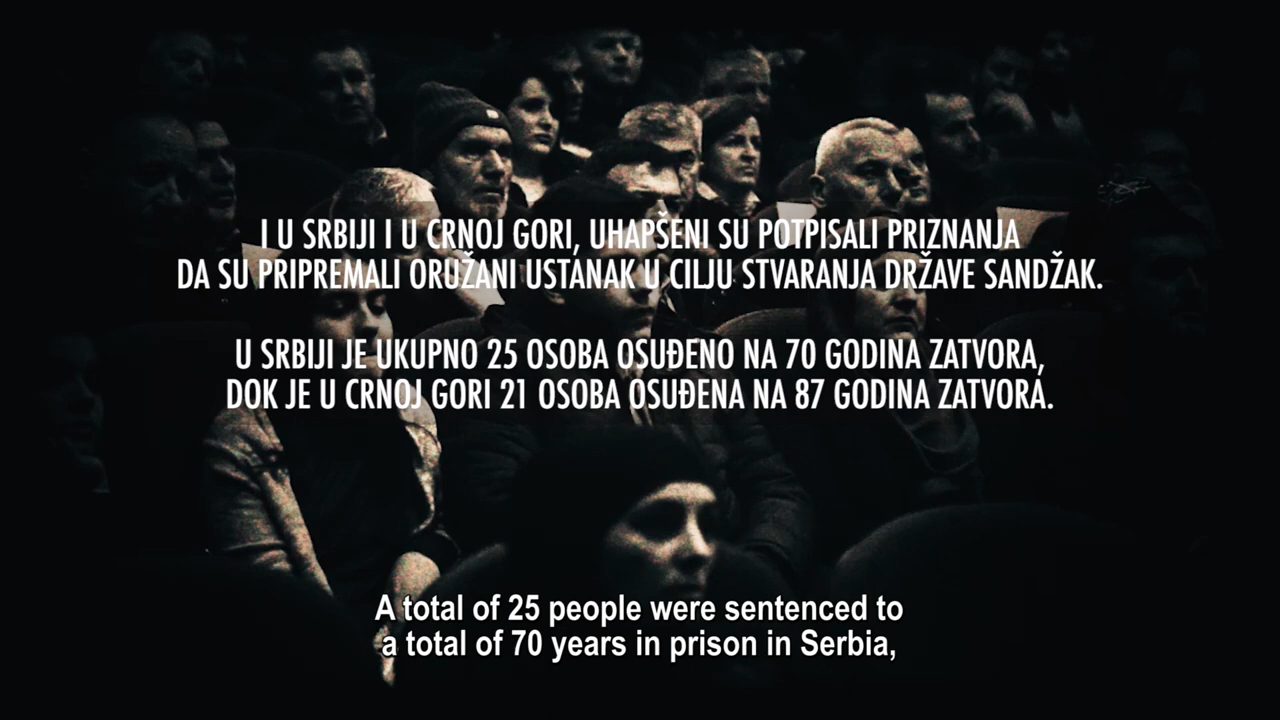 I U SRBIJI I U CRNOJ GORI, UHAPŠENI SU POTPISALI PRIZNANJA
DA SU PRIPREMALI ORUŽANI USTANAK U CILJU STVARANJA DRŽAVE SANDŽAK.
U SRBIJI JE UKUPNO 25 OSOBA OSUĐENO NA 70 GODINA ZATVORA,
DOK JE U CRNOJ GORI 21 OSOBA OSUĐENA NA 87 GODINA ZATVORA.
A total of 25 people were sentenced to
a total of 70 years in prison in Serbia,